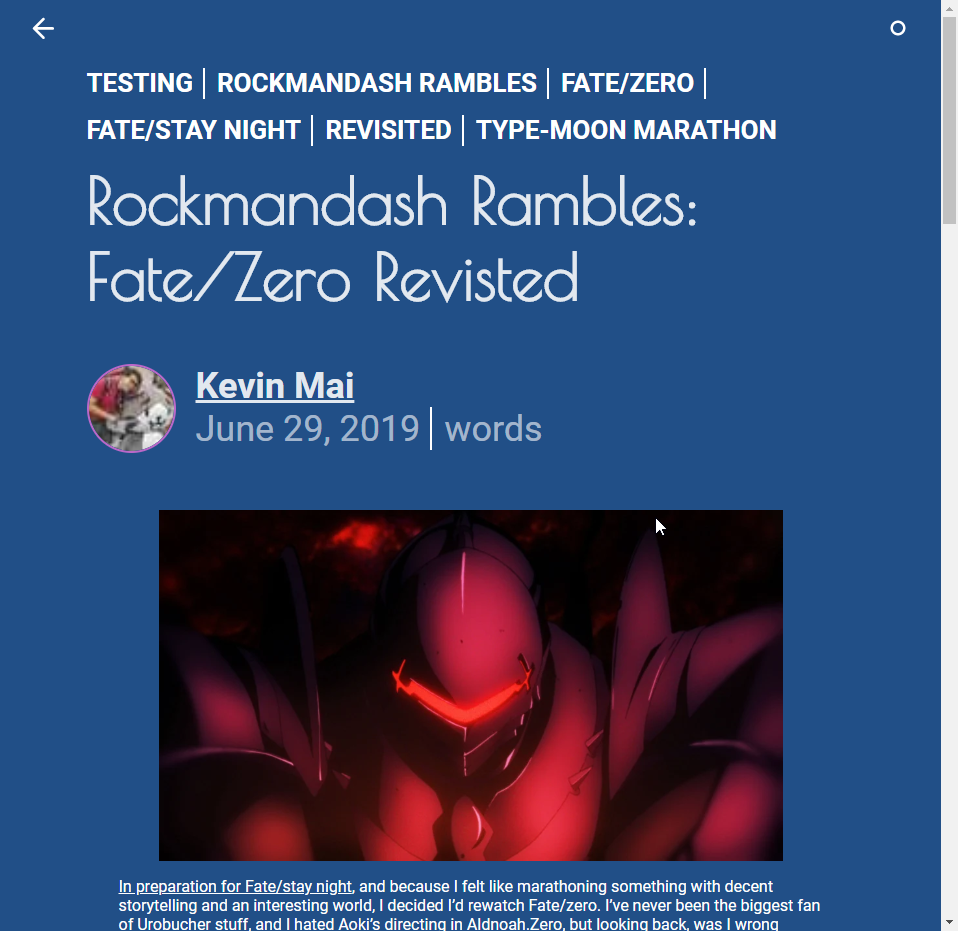 TESTING | ROCKMANDASH RAMBLES | FATE/ZERO |
FATE/STAY NIGHT | REVISITED | TYPE-MOON MARATHON
Rockmandash Rambles:
Fate/Zero Revisted
Kevin Mai
June 29, 2019 | words
In preparation for Fate/stay night, and because I felt like marathoning something with decent
storytelling and an interesting world, I decided I'd rewatch Fate/zero. I've never been the biggest fan
of Urobucher stuff, and I hated Aoki's directing in Aldnoah.Zero, but looking back, was I wrong